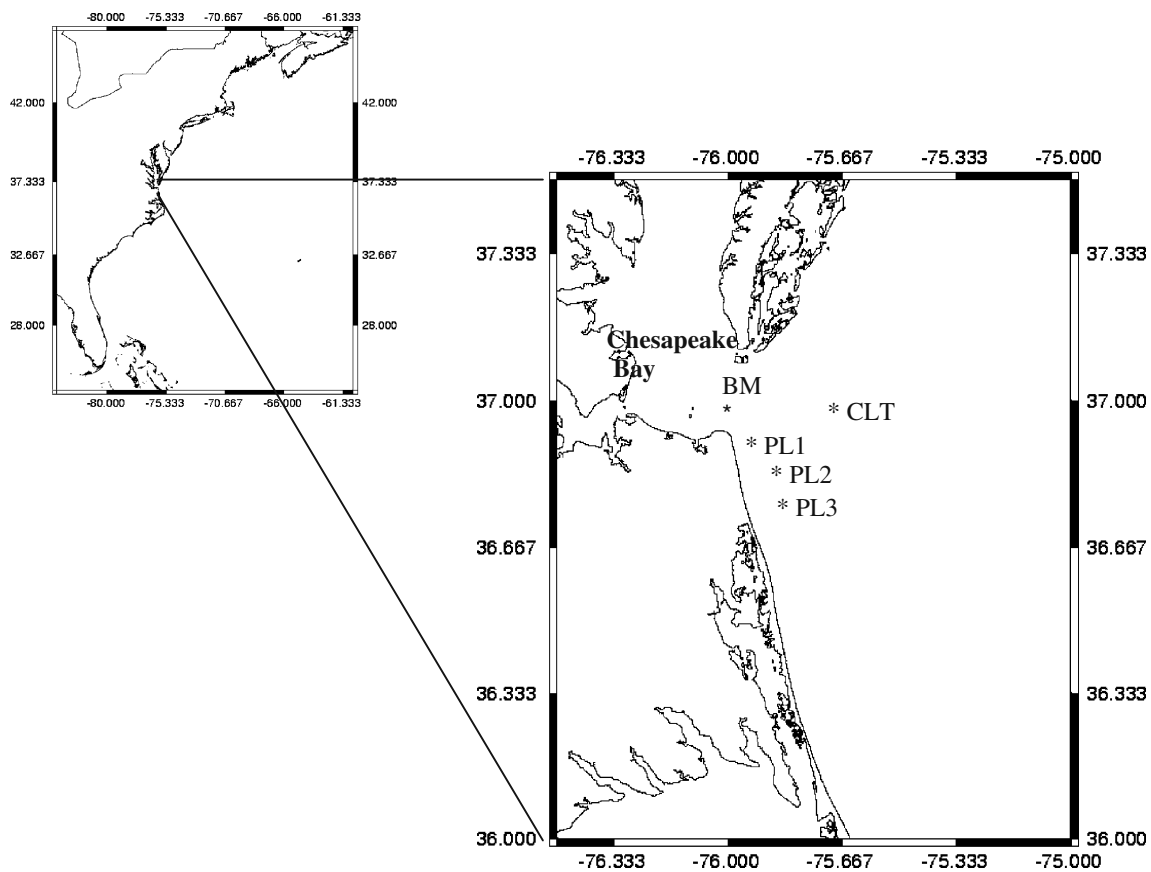 -80.000 -75.333 -70.667 -66.000 -61.333
42.000 42.000
37.333 37.333
32.667 32.667
28.000 28.000
-80.000 -75.333 -70.667 -66.000 -61.333
-76.333 -76.000 -75.667 -75.333 -75.000
37.333 37.333
Chesapeake
Bay
BM
37.000 * * CLT 37.000
* PL1
* PL2
* PL3
36.667 36.667
36.333 36.333
36.000 36.000
-76.333 -76.000 -75.667 -75.333 -75.000